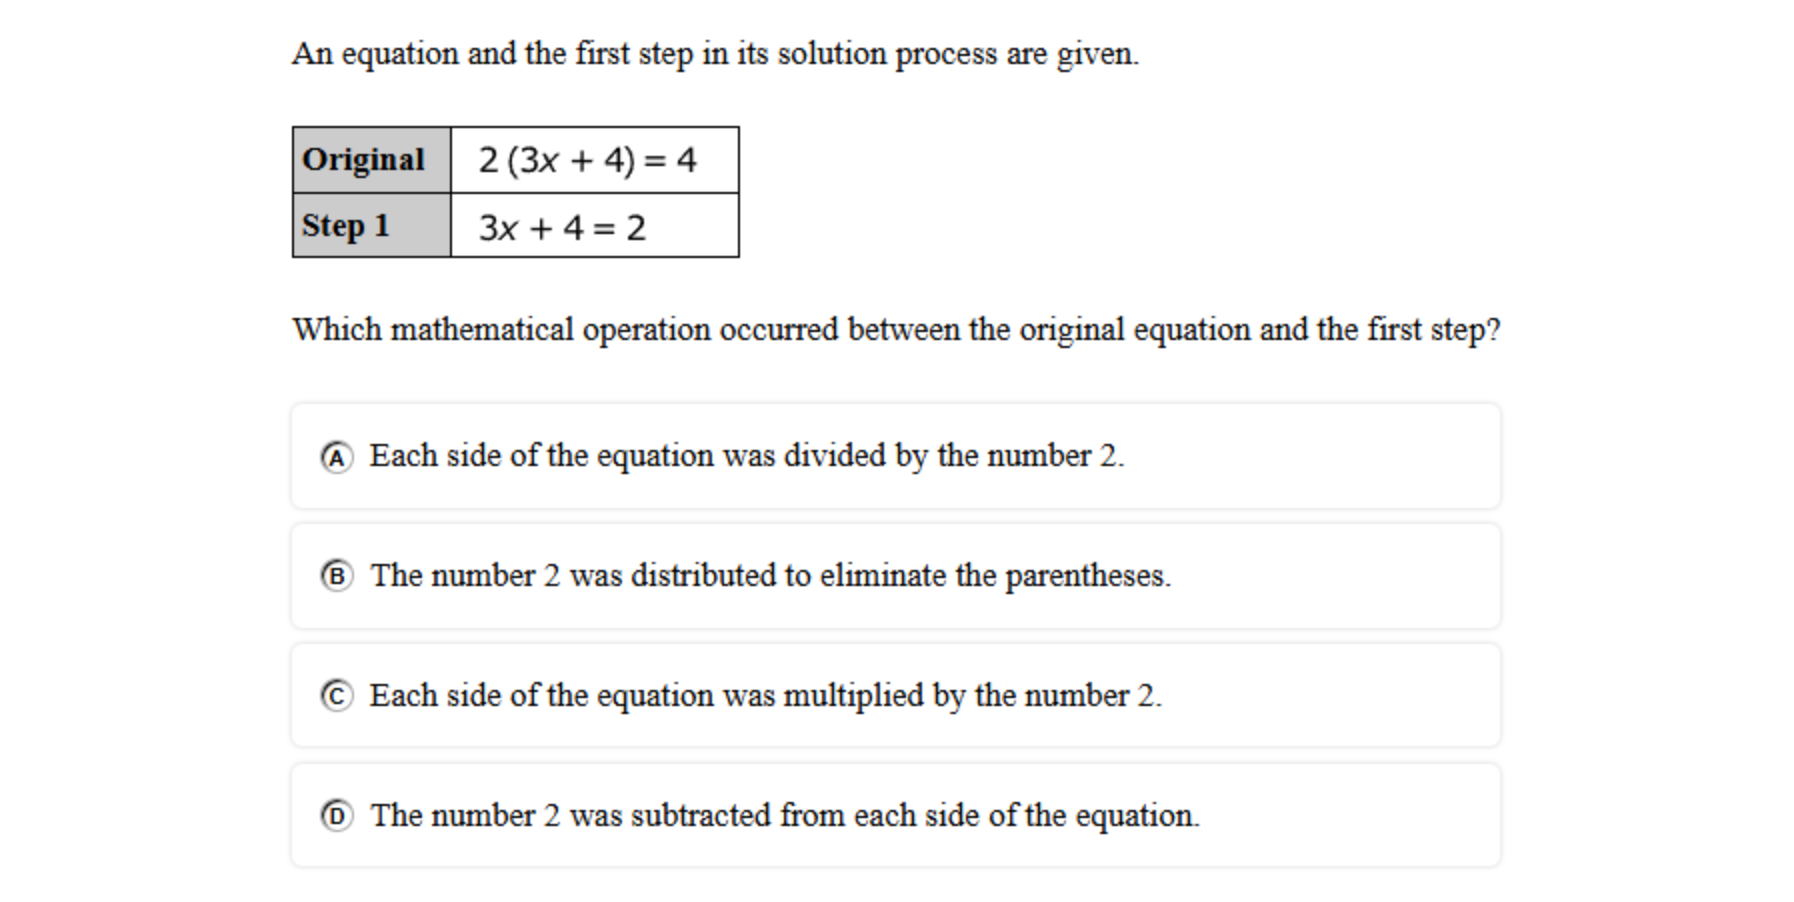 An equation and the first step in its solution process are given.
Original 2 (3x + 4) = 4
Step 1 3x + 4 = 2
Which mathematical operation occurred between the original equation and the first step?
A Each side of the equation was divided by the number 2.
B The number 2 was distributed to eliminate the parentheses.
C Each side of the equation was multiplied by the number 2.
D The number 2 was subtracted from each side of the equation.